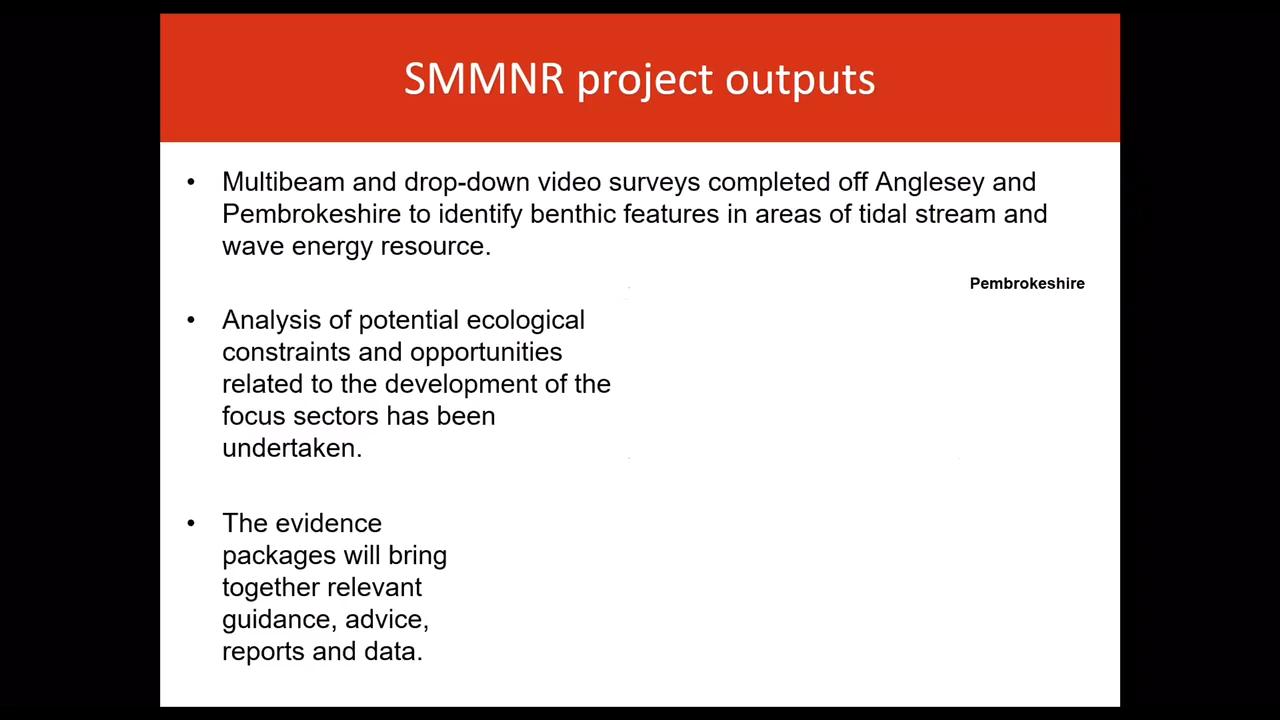 SMMNR project outputs
• Multibeam and drop-down video surveys completed off Anglesey and
Pembrokeshire to identify benthic features in areas of tidal stream and
wave energy resource.
Pembrokeshire
• Analysis of potential ecological
constraints and opportunities
related to the development of the
focus sectors has been
undertaken.
• The evidence
packages will bring
together relevant
guidance, advice,
reports and data.